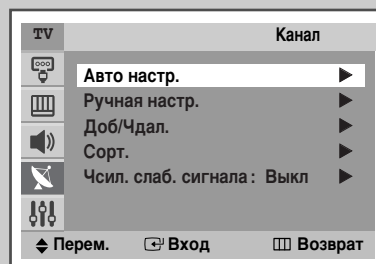 TV Канал
Авто настр.
Ручная настр.
Доб/Чдал.
Сорт.
Чсил. слаб. сигнала : Выкл
Перем. Вход Возврат